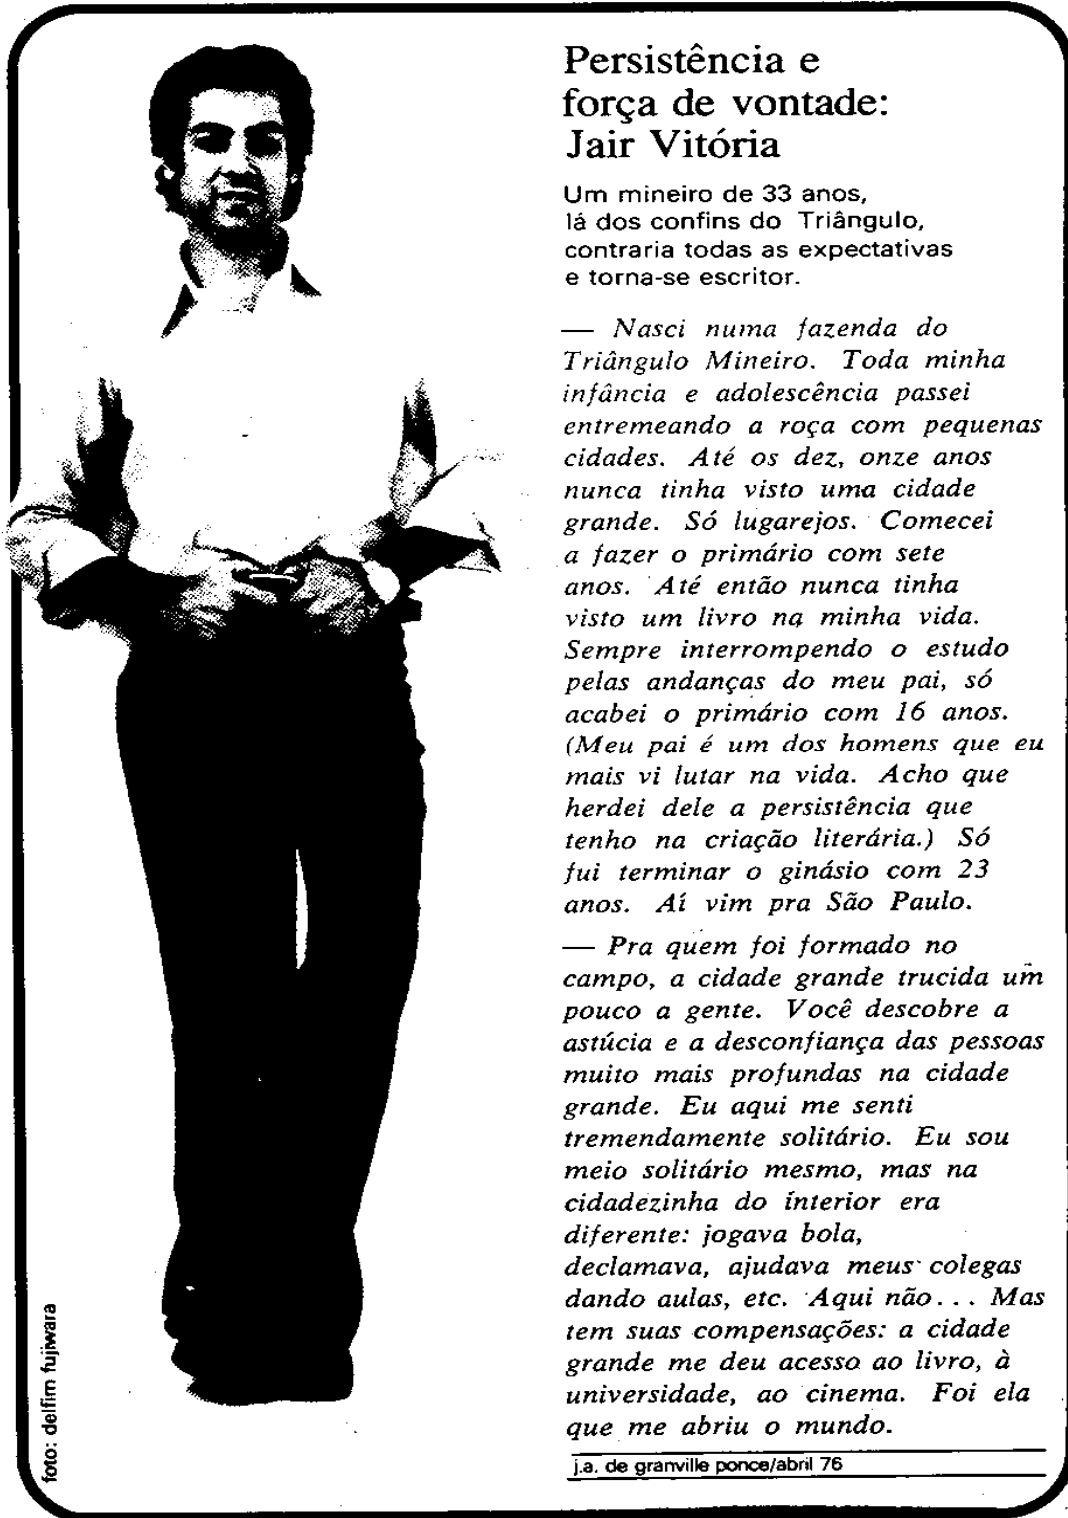 Persistência e
força de vontade:
Jair Vitória
Um mineiro de 33 anos,
lá dos confins do Triângulo,
contraria todas as expectativas
e torna-se escritor.
— Nasci numa fazenda do
Triângulo Mineiro. Toda minha
infância e adolescência passei
entremeando a roça com pequenas
cidades. Até os dez, onze anos
nunca tinha visto uma cidade
grande. Só lugarejos. Comecei
a fazer o primário com sete
anos. Até então nunca tinha
visto um livro na minha vida.
Sempre interrompendo o estudo
pelas andanças do meu pai, só
acabei o primário com 16 anos.
(Meu pai é um dos homens que eu
mais vi lutar na vida. Acho que
herdei dele a persistência que
tenho na criação literária.) Só
fui terminar o ginásio com 23
anos. Aí vim pra São Paulo.
— Pra quem foi formado no
campo, a cidade grande trucida um
pouco a gente. Você descobre a
astúcia e a desconfiança das pessoas
muito mais profundas na cidade
grande. Eu aqui me senti
tremendamente solitário. Eu sou
meio solitário mesmo, mas na
cidadezinha do interior era
diferente: jogava bola,
declamava, ajudava meus colegas
dando aulas, etc. Aqui não... Mas
tem suas compensações: a cidade
grande me deu acesso ao livro, à
universidade, ao cinema. Foi ela
que me abriu o mundo.
j.a. de granville ponce/abril 76
foto: delfim fujiwara